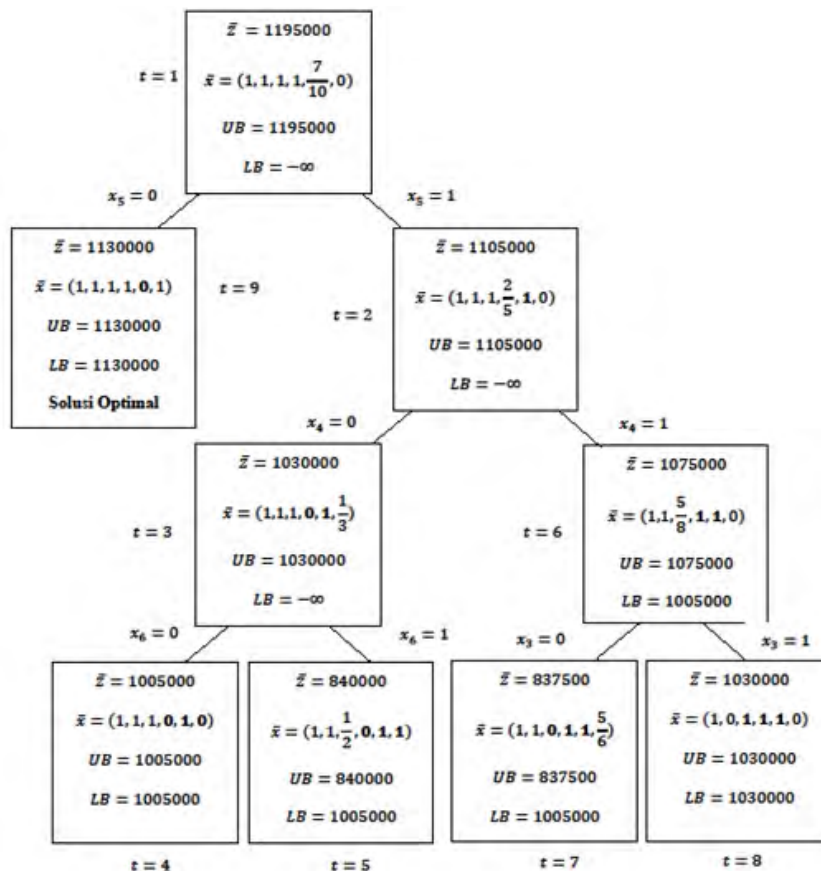 Z̄ = 1195000
t = 1
x̄ = (1, 1, 1, 1, 7/10, 0)
UB = 1195000
LB = −∞
x₅ = 0
x₅ = 1
Z̄ = 1130000
x̄ = (1, 1, 1, 1, 0, 1)
UB = 1130000
LB = 1130000
Solusi Optimal
t = 9
Z̄ = 1105000
x̄ = (1, 1, 1, 2/5, 1, 0)
t = 2
UB = 1105000
LB = −∞
x₄ = 0
x₄ = 1
Z̄ = 1030000
x̄ = (1,1,1, 0, 1, 1/3)
t = 3
UB = 1030000
LB = −∞
Z̄ = 1075000
x̄ = (1,1, 5/8, 1, 1, 0)
t = 6
UB = 1075000
LB = 1005000
x₆ = 0
x₆ = 1
x₃ = 0
x₃ = 1
Z̄ = 1005000
x̄ = (1, 1, 1, 0, 1, 0)
UB = 1005000
LB = 1005000
t = 4
Z̄ = 840000
x̄ = (1, 1, 1/2, 0, 1, 1)
UB = 840000
LB = 1005000
t = 5
Z̄ = 837500
x̄ = (1, 1, 0, 1, 1, 5/6)
UB = 837500
LB = 1005000
t = 7
Z̄ = 1030000
x̄ = (1, 0, 1, 1, 1, 0)
UB = 1030000
LB = 1030000
t = 8